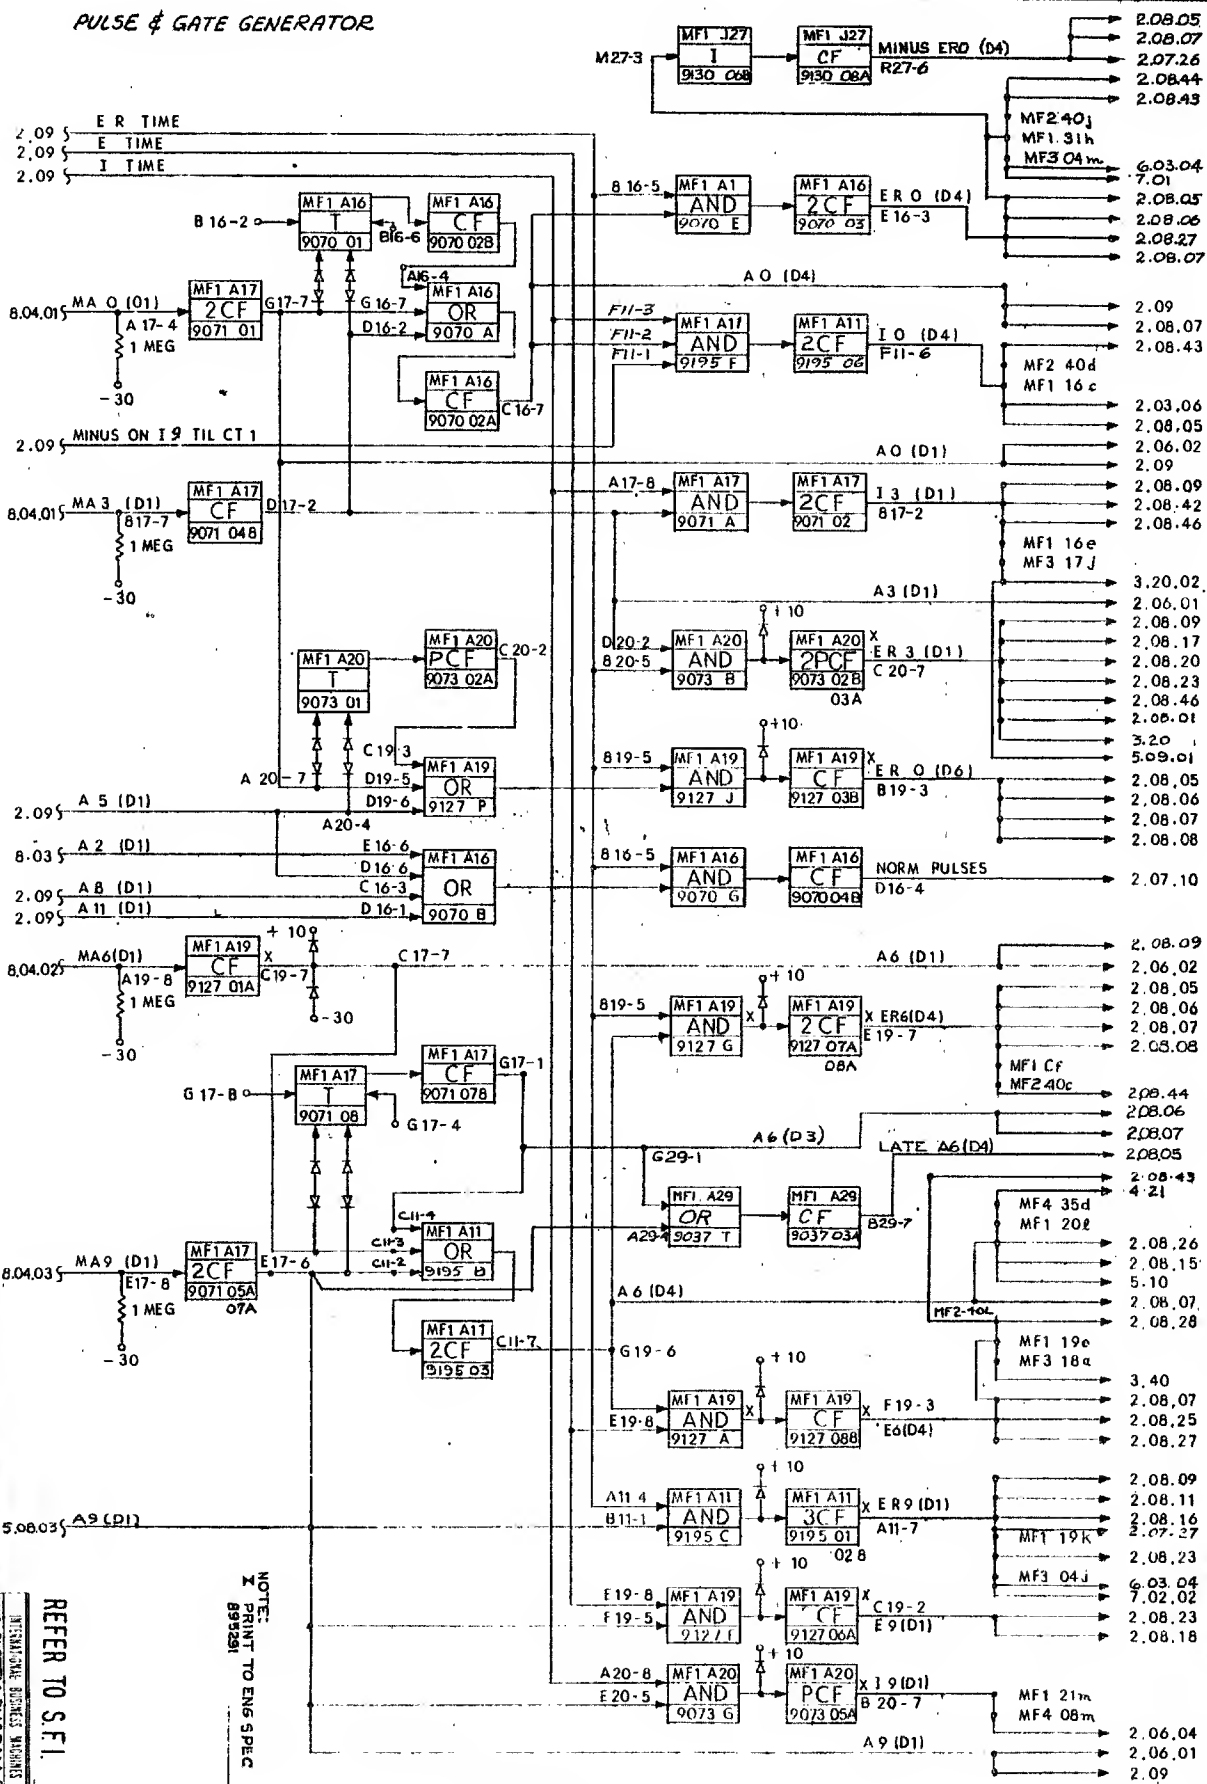 PULSE & GATE GENERATOR
M27-3
MF1 J27
I
9130 06B
MF1 J27
CF
9130 08A
MINUS ERO (D4)
R27-6
2.08.05
2.08.07
2.07.26
2.08.44
2.08.43
MF2 40j
MF1 31h
MF3 04m
6.03.04
7.01
2.08.05
2.08.06
2.08.27
2.08.07
2.09 E R TIME
2.09 E TIME
2.09 I TIME
B 16-2
MF1 A16
T
9070 01
B16-6
MF1 A16
CF
9070 02B
8 16-5
MF1 A1
AND
9070 E
MF1 A16
2CF
9070 03
ER 0 (D4)
E 16-3
8.04.01 MA 0 (01)
A 17-4
1 MEG
-30
MF1 A17
2CF
9071 01
G17-7
A16-4
G 16-7
D16-2
MF1 A16
OR
9070 A
MF1 A16
CF
9070 02A
C16-7
A 0 (D4)
2.09
2.08.07
F11-3
F11-2
F11-1
MF1 A11
AND
9195 F
MF1 A11
2CF
9195 06
I 0 (D4)
F11-6
2.08.43
MF2 40d
MF1 16c
2.03.06
2.08.05
2.09 MINUS ON I 9 TIL CT 1
A 0 (D1)
2.06.02
2.09
8.04.01 MA 3 (D1)
817-7
1 MEG
-30
MF1 A17
CF
9071 04B
D17-2
A17-8
MF1 A17
AND
9071 A
MF1 A17
2CF
9071 02
I 3 (D1)
817-2
2.08.09
2.08.42
2.08.46
MF1 16e
MF3 17j
3.20.02
A3 (D1)
2.06.01
+ 10
D20-2
820-5
MF1 A20
AND
9073 B
MF1 A20
2PCF
9073 02B
03A
X
ER 3 (D1)
C 20-7
2.08.09
2.08.17
2.08.20
2.08.23
2.08.46
2.08.01
3.20
5.09.01
MF1 A20
T
9073 01
MF1 A20
PCF
9073 02A
C 20-2
C19-3
D19-5
D19-6
A 20-7
A20-4
MF1 A19
OR
9127 P
+10
819-5
MF1 A19
AND
9127 J
MF1 A19
CF
9127 03B
X
ER 0 (D6)
B19-3
2.08.05
2.08.06
2.08.07
2.08.08
2.09 A 5 (D1)
8.03 A 2 (D1)
2.09 A 8 (D1)
2.09 A 11 (D1)
E16-6
D16-6
C 16-3
D 16-1
MF1 A16
OR
9070 B
816-5
MF1 A16
AND
9070 G
MF1 A16
CF
9070 04B
NORM PULSES
D16-4
2.07.10
8.04.02 MA6(D1)
A19-8
1 MEG
-30
MF1 A19
CF
9127 01A
+ 10
X
C19-7
-30
C 17-7
A6 (D1)
2.08.09
2.06.02
+ 10
819-5
MF1 A19
AND
9127 G
X
MF1 A19
2 CF
9127 07A
08A
X ER6(D4)
E 19-7
2.08.05
2.08.06
2.08.07
2.08.08
MF1 Cf
MF2 40c
2.08.44
G 17-8
MF1 A17
T
9071 08
G 17-4
MF1 A17
CF
9071 07B
G17-1
A6 (D3)
2.08.06
2.08.07
G29-1
A29-4
MF1 A29
OR
9037 T
MF1 A29
CF
9037 03A
LATE A6(D4)
B29-7
2.08.05
2.08.43
4.21
MF4 35d
MF1 20l
2.08.26
2.08.15
5.10
8.04.03 MA9 (D1)
E17-8
1 MEG
-30
MF1 A17
2CF
9071 05A
07A
E17-6
C11-4
C11-3
C11-2
MF1 A11
OR
9195 B
MF1 A11
2CF
9195 03
C11-7
A 6 (D4)
G19-6
2.08.07
MF2-40L
2.08.28
MF1 19e
MF3 18a
3.40
+ 10
E19-8
MF1 A19
AND
9127 A
X
MF1 A19
CF
9127 08B
X F19-3
E6(D4)
2.08.07
2.08.25
2.08.27
5.08.03 A9 (D1)
+ 10
A11 4
B11-1
MF1 A11
AND
9195 C
MF1 A11
3CF
9195 01
02B
X ER9(D1)
A11-7
2.08.09
2.08.11
2.08.16
2.07.27
MF1 19K
2.08.23
MF3 04j
6.03.04
7.02.02
+ 10
E19-8
F19-5
MF1 A19
AND
9127 F
MF1 A19
CF
9127 06A
X
C19-2
E9(D1)
2.08.23
2.08.18
+ 10
A20-8
E20-5
MF1 A20
AND
9073 G
MF1 A20
PCF
9073 05A
X I 9(D1)
B 20-7
MF1 21m
MF4 08m
2.06.04
A9 (D1)
2.06.01
2.09
NOTE:
X PRINT TO ENG SPEC
895291
REFER TO S.F.I.
INTERNATIONAL BUSINESS MACHINES